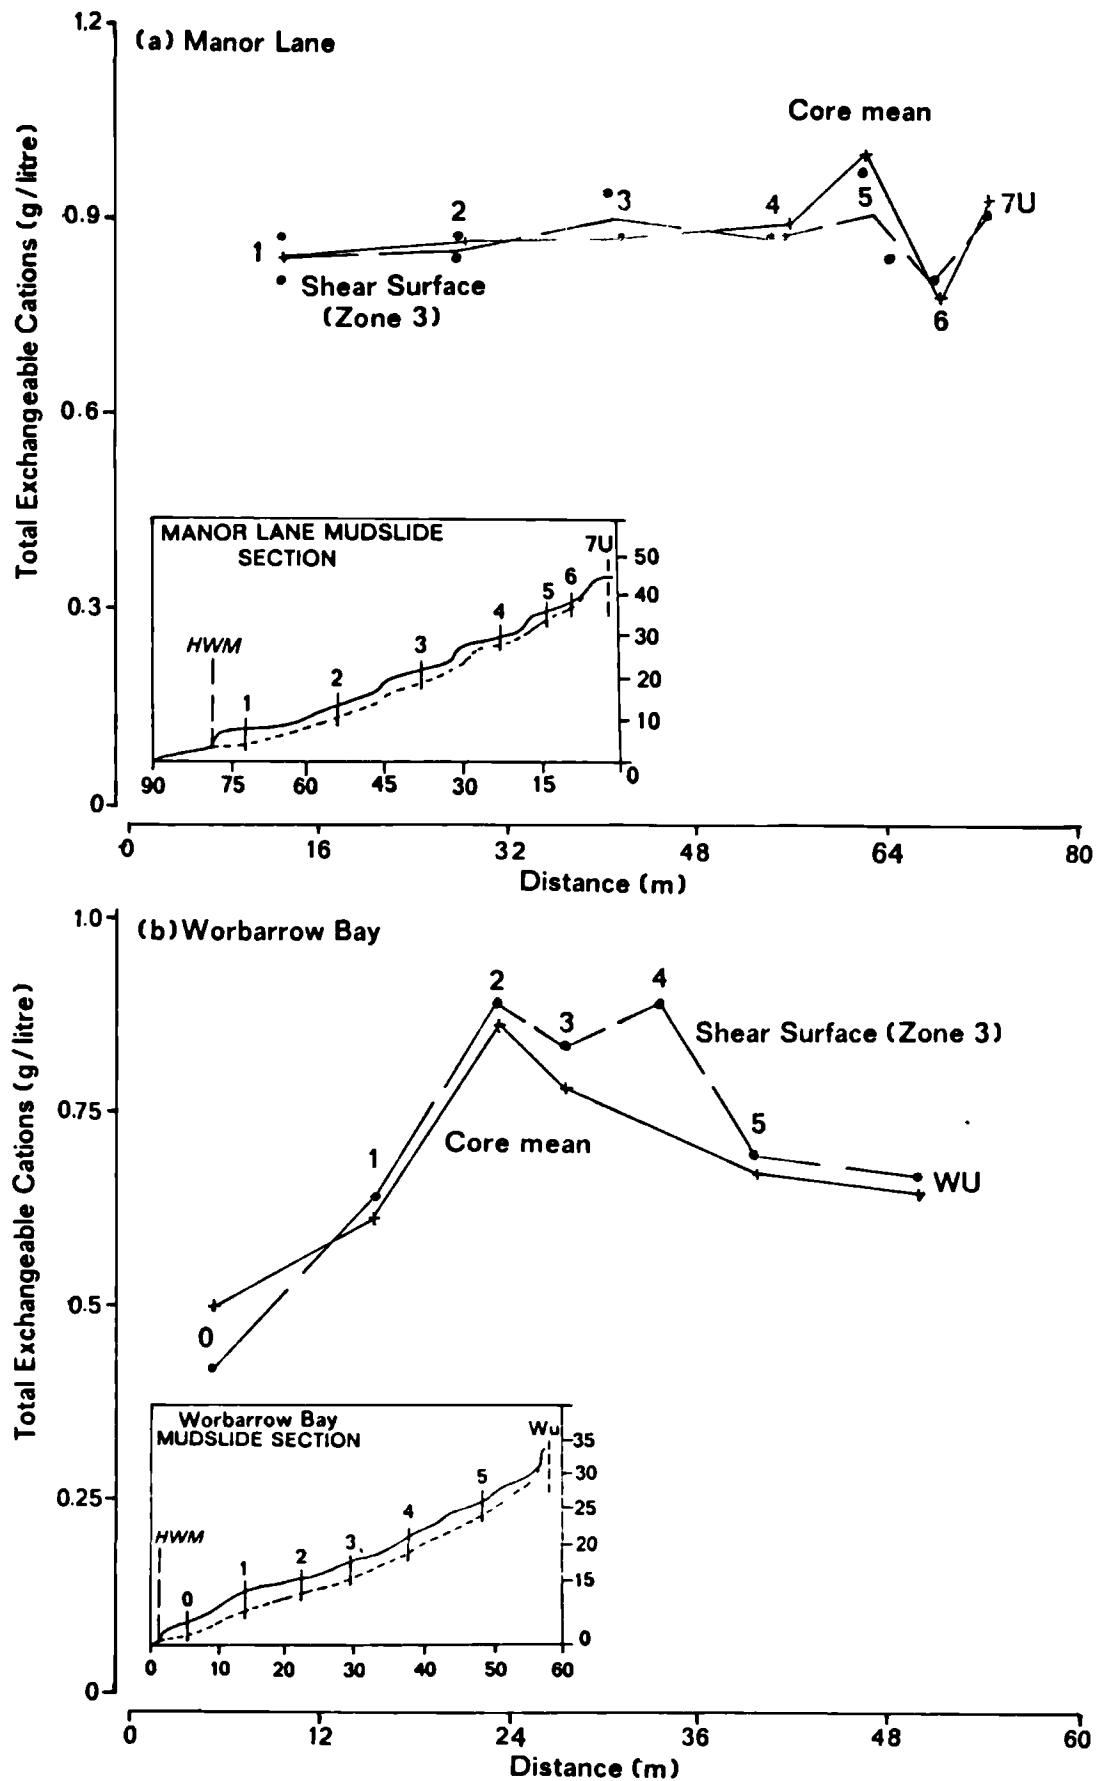 (a) Manor Lane
Total Exchangeable Cations (g/litre)
1.2
0.9
0.6
0.3
0
Core mean
1
2
3
4
5
6
7U
Shear Surface
(Zone 3)
MANOR LANE MUDSLIDE
SECTION
HWM
1
2
3
4
5
6
7U
50
40
30
20
10
0
90 75 60 45 30 15
0 16 32 48 64 80
Distance (m)
(b) Worbarrow Bay
Total Exchangeable Cations (g/litre)
1.0
0.75
0.5
0.25
0
0
1
2
3
4
5
WU
Shear Surface (Zone 3)
Core mean
Worbarrow Bay
MUDSLIDE SECTION
HWM
0
1
2
3
4
5
Wu
35
30
25
20
15
0
0 10 20 30 40 50 60
0 12 24 36 48 60
Distance (m)